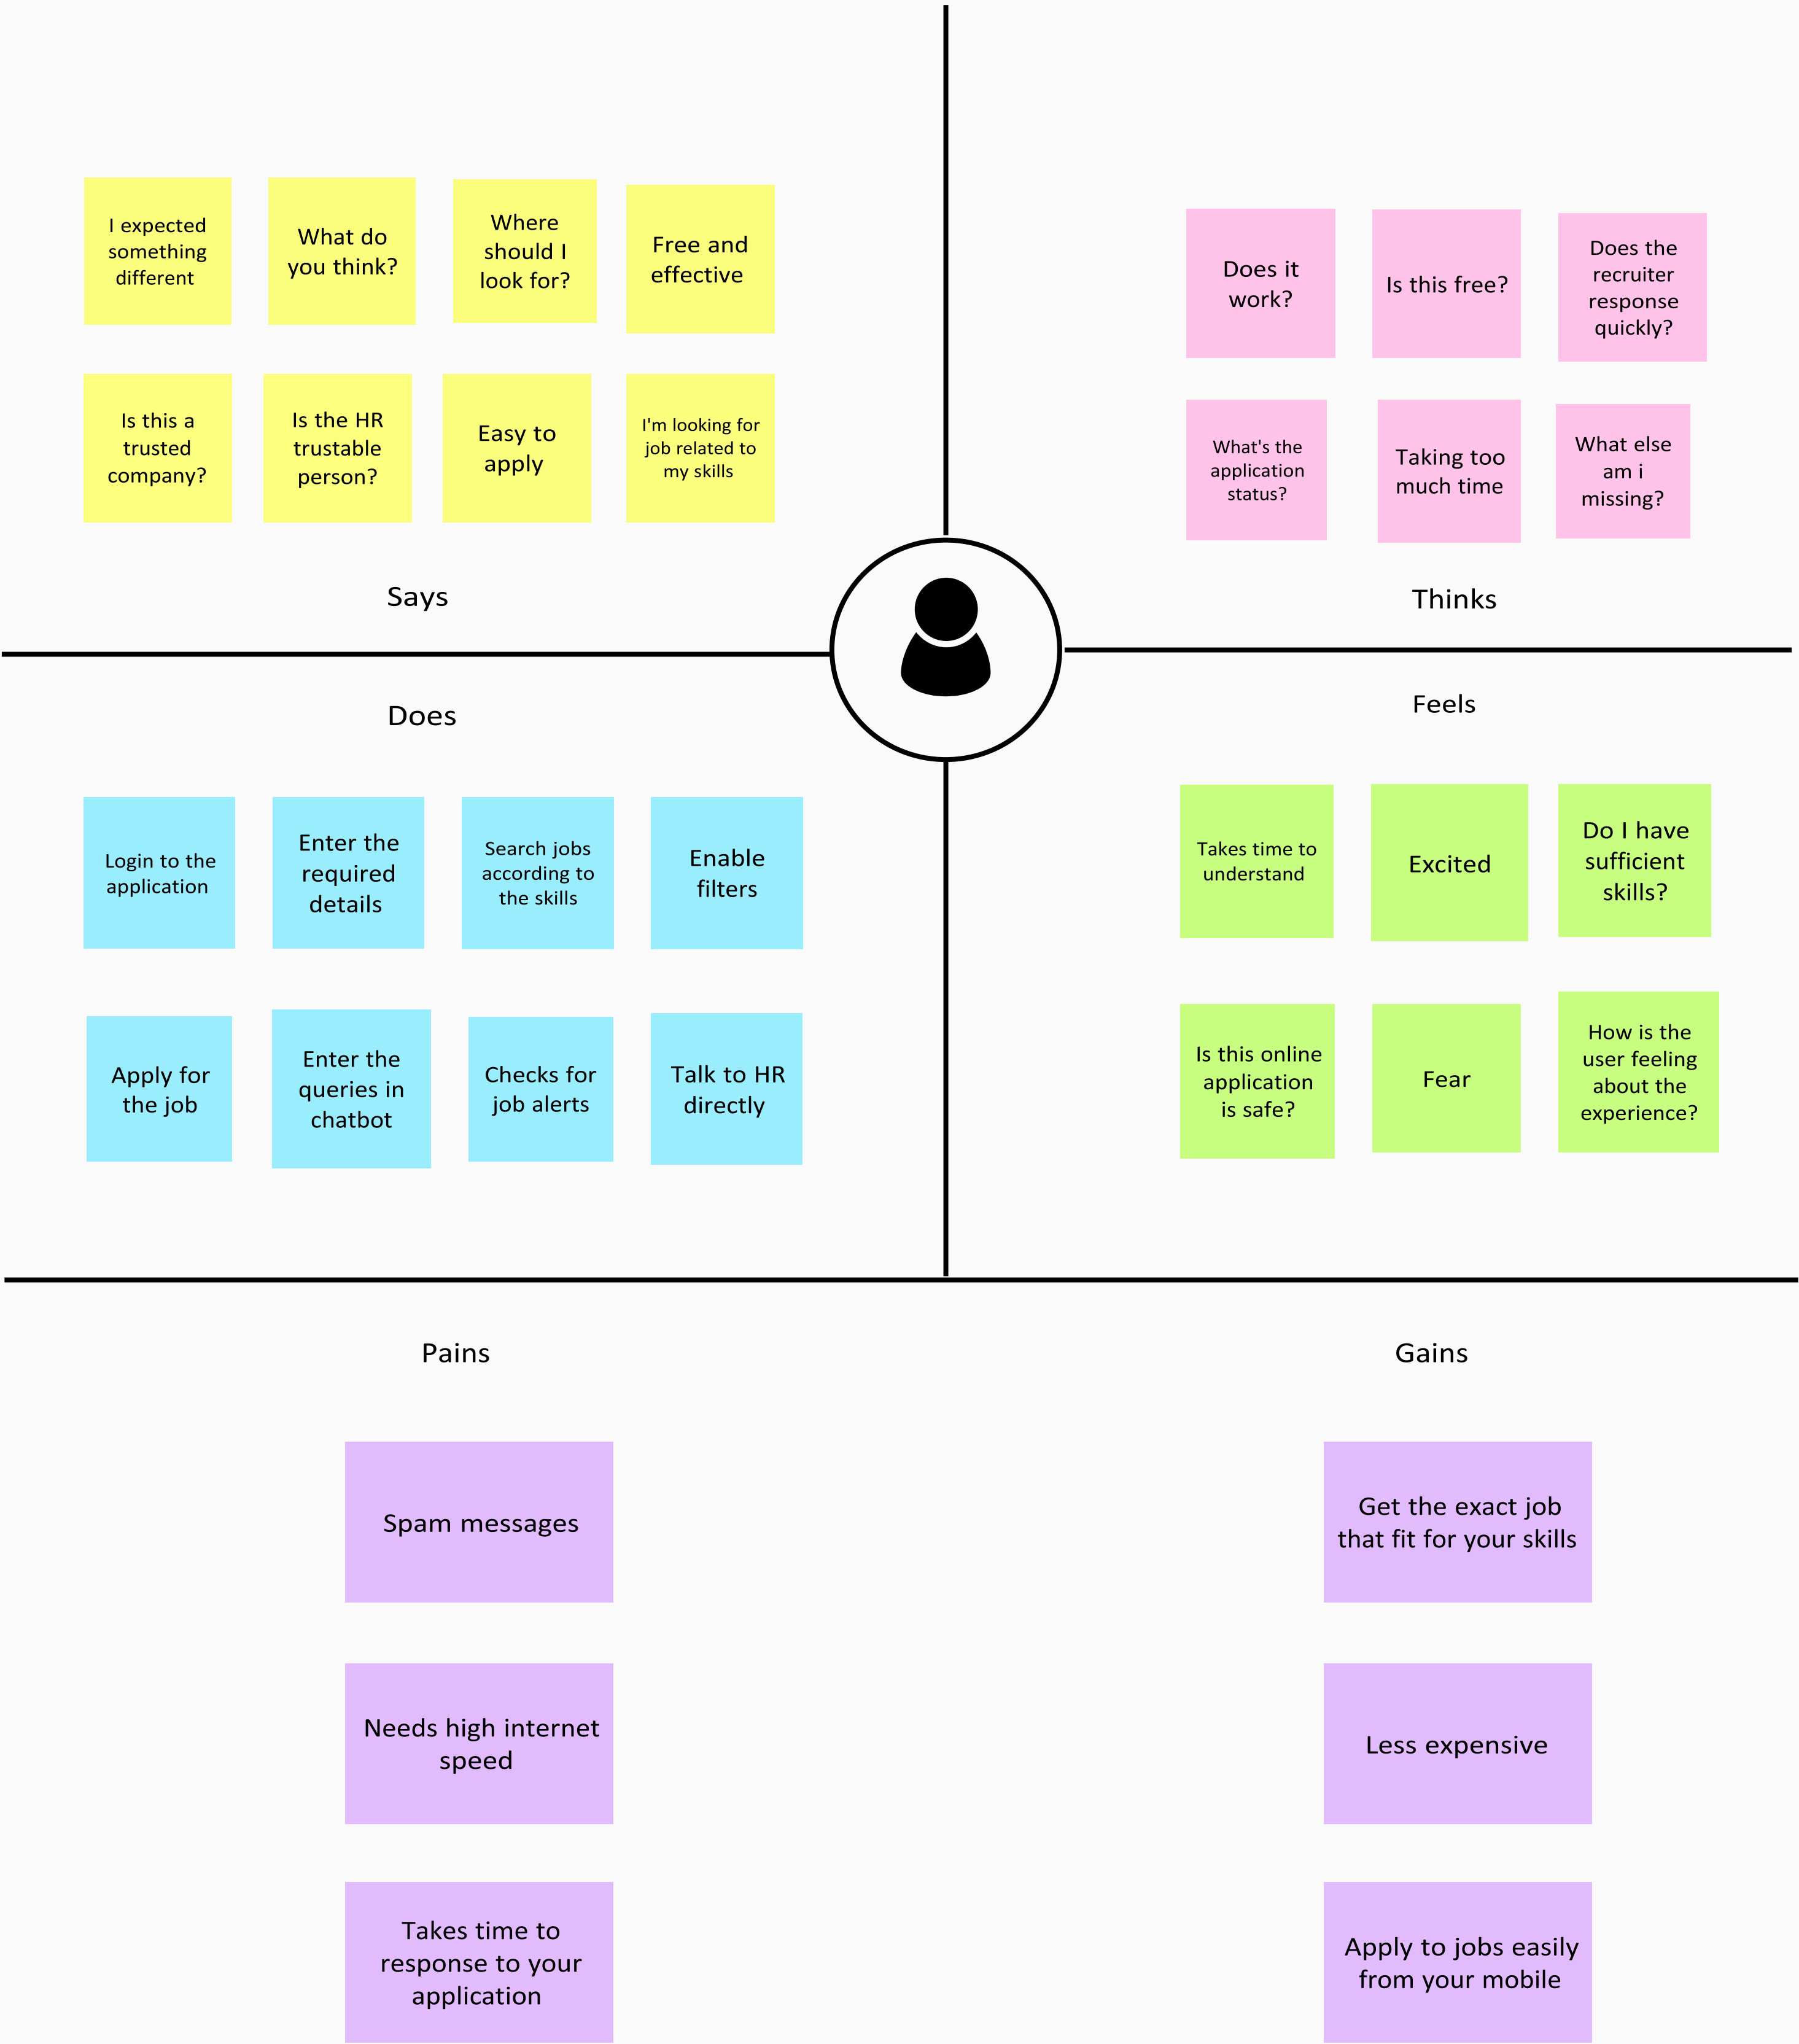 I expected
something
different
What do
you think?
Where
should I
look for?
Free and
effective
Is this a
trusted
company?
Is the HR
trustable
person?
Easy to
apply
I'm looking for
job related to
my skills
Says
Does it
work?
Is this free?
Does the
recruiter
response
quickly?
What's the
application
status?
Taking too
much time
What else
am i
missing?
Thinks
Does
Login to the
application
Enter the
required
details
Search jobs
according to
the skills
Enable
filters
Apply for
the job
Enter the
queries in
chatbot
Checks for
job alerts
Talk to HR
directly
Feels
Takes time to
understand
Excited
Do I have
sufficient
skills?
Is this online
application
is safe?
Fear
How is the
user feeling
about the
experience?
Pains
Spam messages
Needs high internet
speed
Takes time to
response to your
application
Gains
Get the exact job
that fit for your skills
Less expensive
Apply to jobs easily
from your mobile